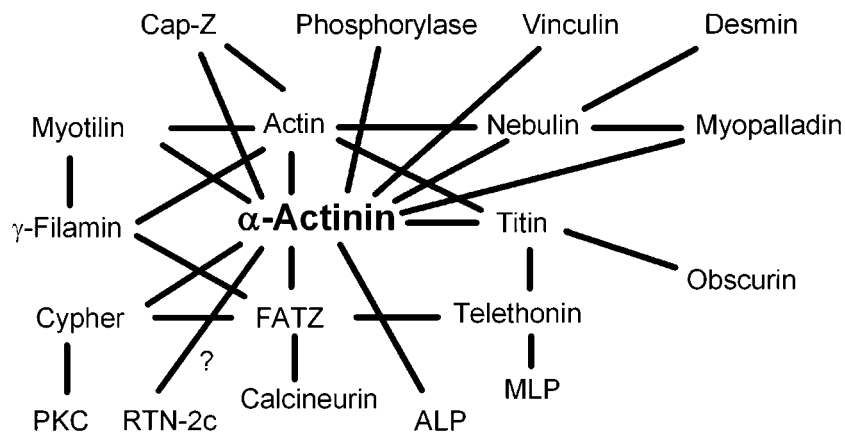 Cap-Z Phosphorylase Vinculin Desmin
Myotilin Actin Nebulin Myopalladin
γ-Filamin α-Actinin Titin
Obscurin
Cypher FATZ Telethonin
?
MLP
Calcineurin
PKC RTN-2c ALP